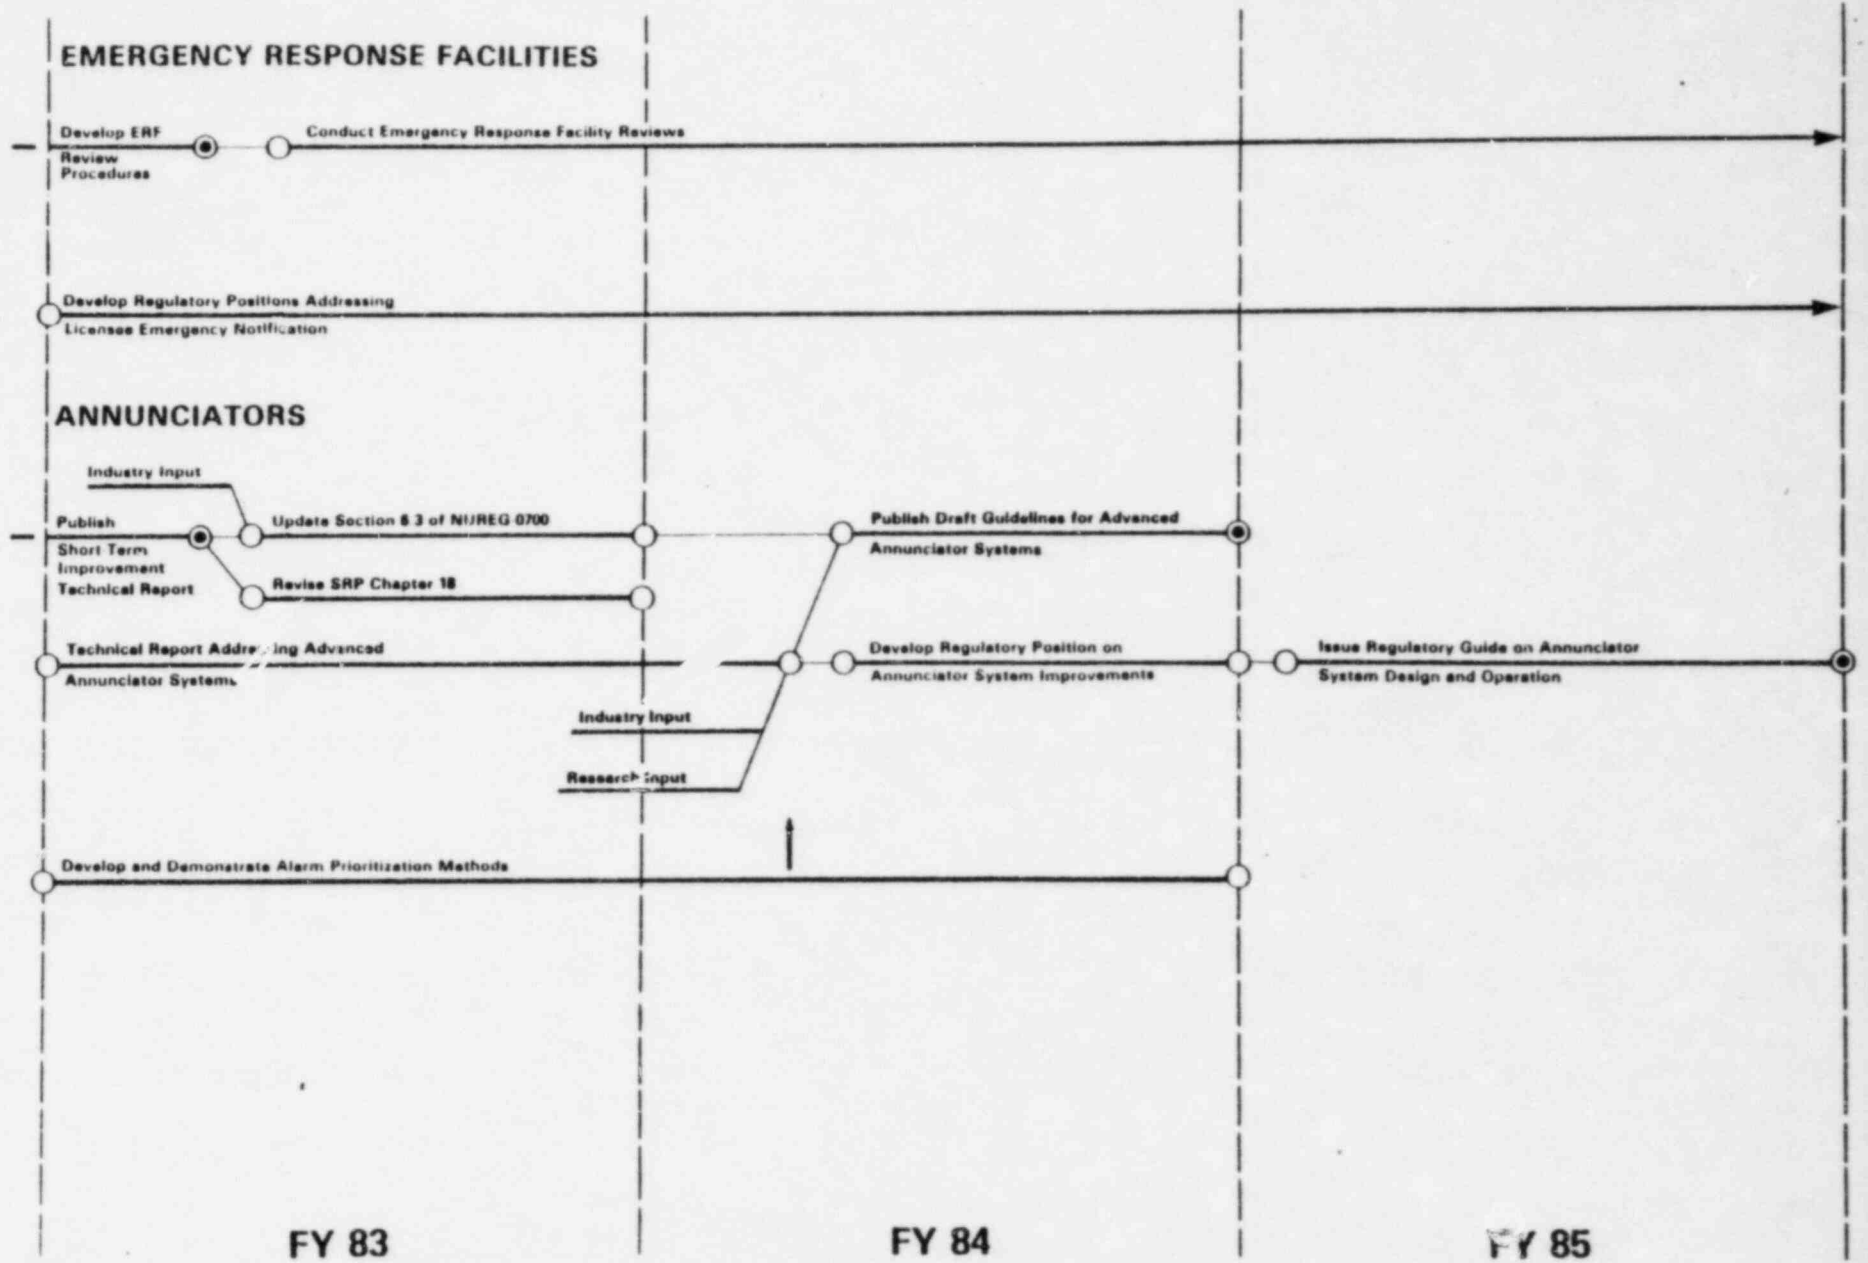 EMERGENCY RESPONSE FACILITIES
Develop ERF
Review
Procedures
Conduct Emergency Response Facility Reviews
Develop Regulatory Positions Addressing
Licensee Emergency Notification
ANNUNCIATORS
Industry Input
Publish
Short Term
Improvement
Technical Report
Update Section 6 3 of NUREG 0700
Revise SRP Chapter 18
Publish Draft Guidelines for Advanced
Annunciator Systems
Technical Report Addressing Advanced
Annunciator Systems
Develop Regulatory Position on
Annunciator System Improvements
Issue Regulatory Guide on Annunciator
System Design and Operation
Industry Input
Research Input
Develop and Demonstrate Alarm Prioritization Methods
FY 83
FY 84
FY 85